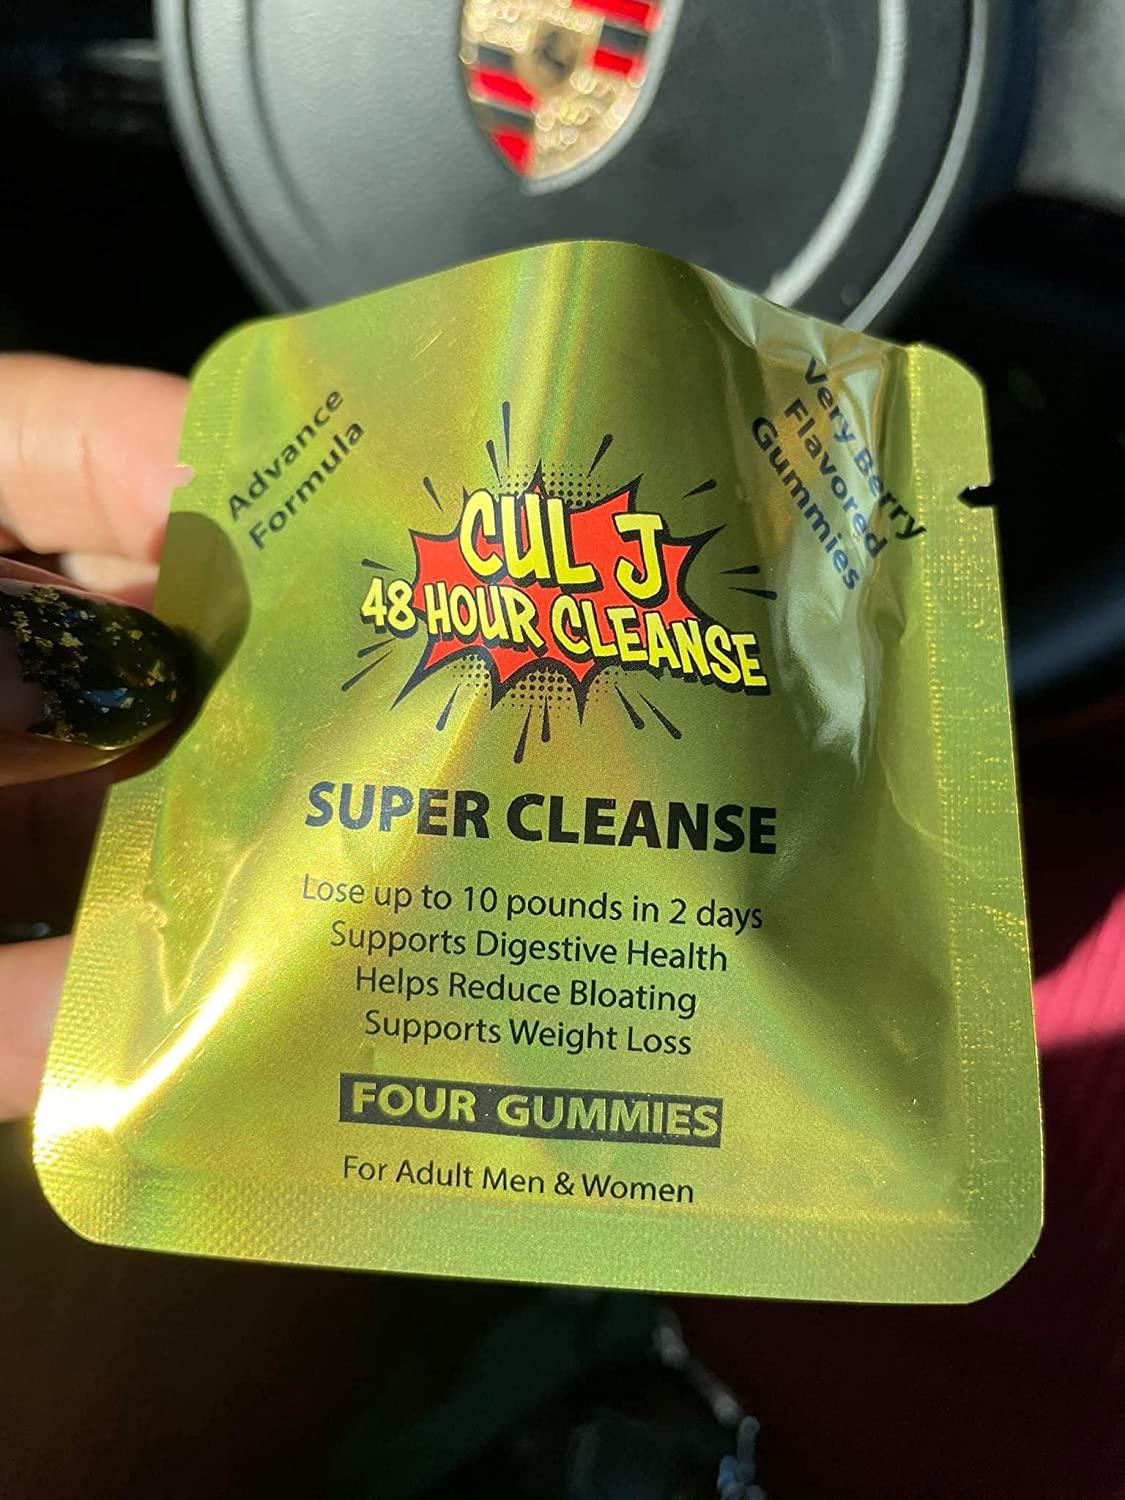 Advance
Formula
Very Berry
Flavored
Gummies
CUL J
48 HOUR CLEANSE
SUPER CLEANSE
Lose up to 10 pounds in 2 days
Supports Digestive Health
Helps Reduce Bloating
Supports Weight Loss
FOUR GUMMIES
For Adult Men & Women